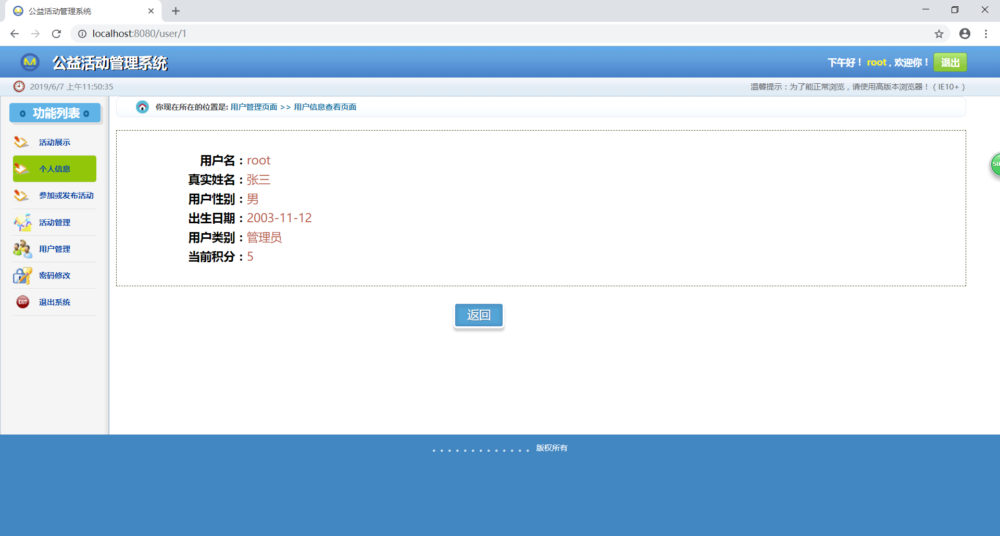 公益活动管理系统
localhost:8080/user/1
公益活动管理系统
下午好！ root，欢迎你！ 退出
2019/6/7 上午11:50:35
温馨提示：为了能正常浏览，请使用高版本浏览器！（IE10+）
功能列表
你现在所在的位置是: 用户管理页面 >> 用户信息查看页面
活动展示
个人信息
参加或发布活动
活动管理
用户管理
密码修改
EXIT 退出系统
用户名：root
真实姓名：张三
用户性别：男
出生日期：2003-11-12
用户类别：管理员
当前积分：5
50
返回
。。。。。。。。。。。。。 版权所有